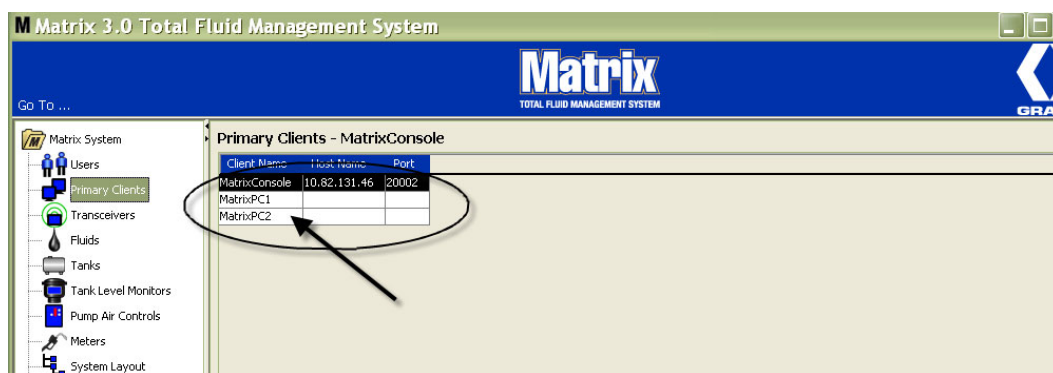 M Matrix 3.0 Total Fluid Management System
Matrix
TOTAL FLUID MANAGEMENT SYSTEM
Go To ...
GRA
Matrix System
Users
Primary Clients
Transceivers
Fluids
Tanks
Tank Level Monitors
Pump Air Controls
Meters
System Layout
Primary Clients - MatrixConsole
Client Name Host Name Port
MatrixConsole 10.82.131.46 20002
MatrixPC1
MatrixPC2